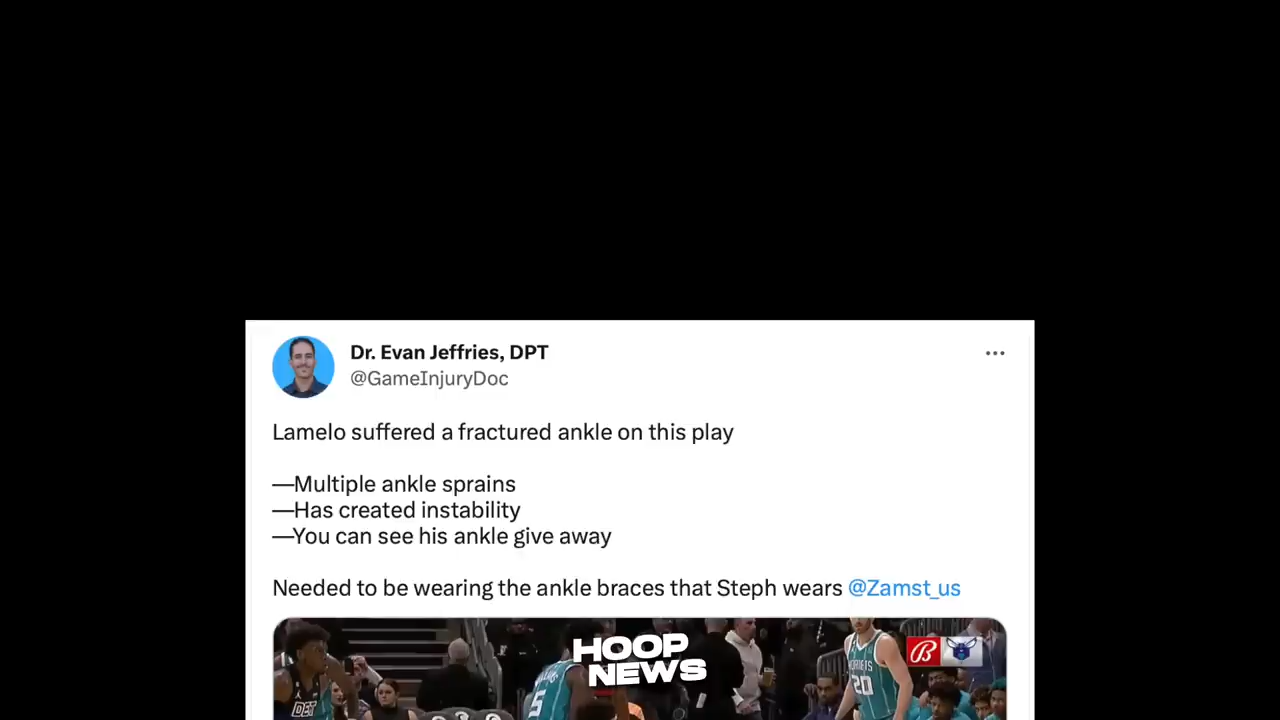 Dr. Evan Jeffries, DPT
@GameInjuryDoc
Lamelo suffered a fractured ankle on this play
—Multiple ankle sprains
—Has created instability
—You can see his ankle give away
Needed to be wearing the ankle braces that Steph wears @Zamst_us
HOOP
NEWS
B
HORNETS
20
DET
5